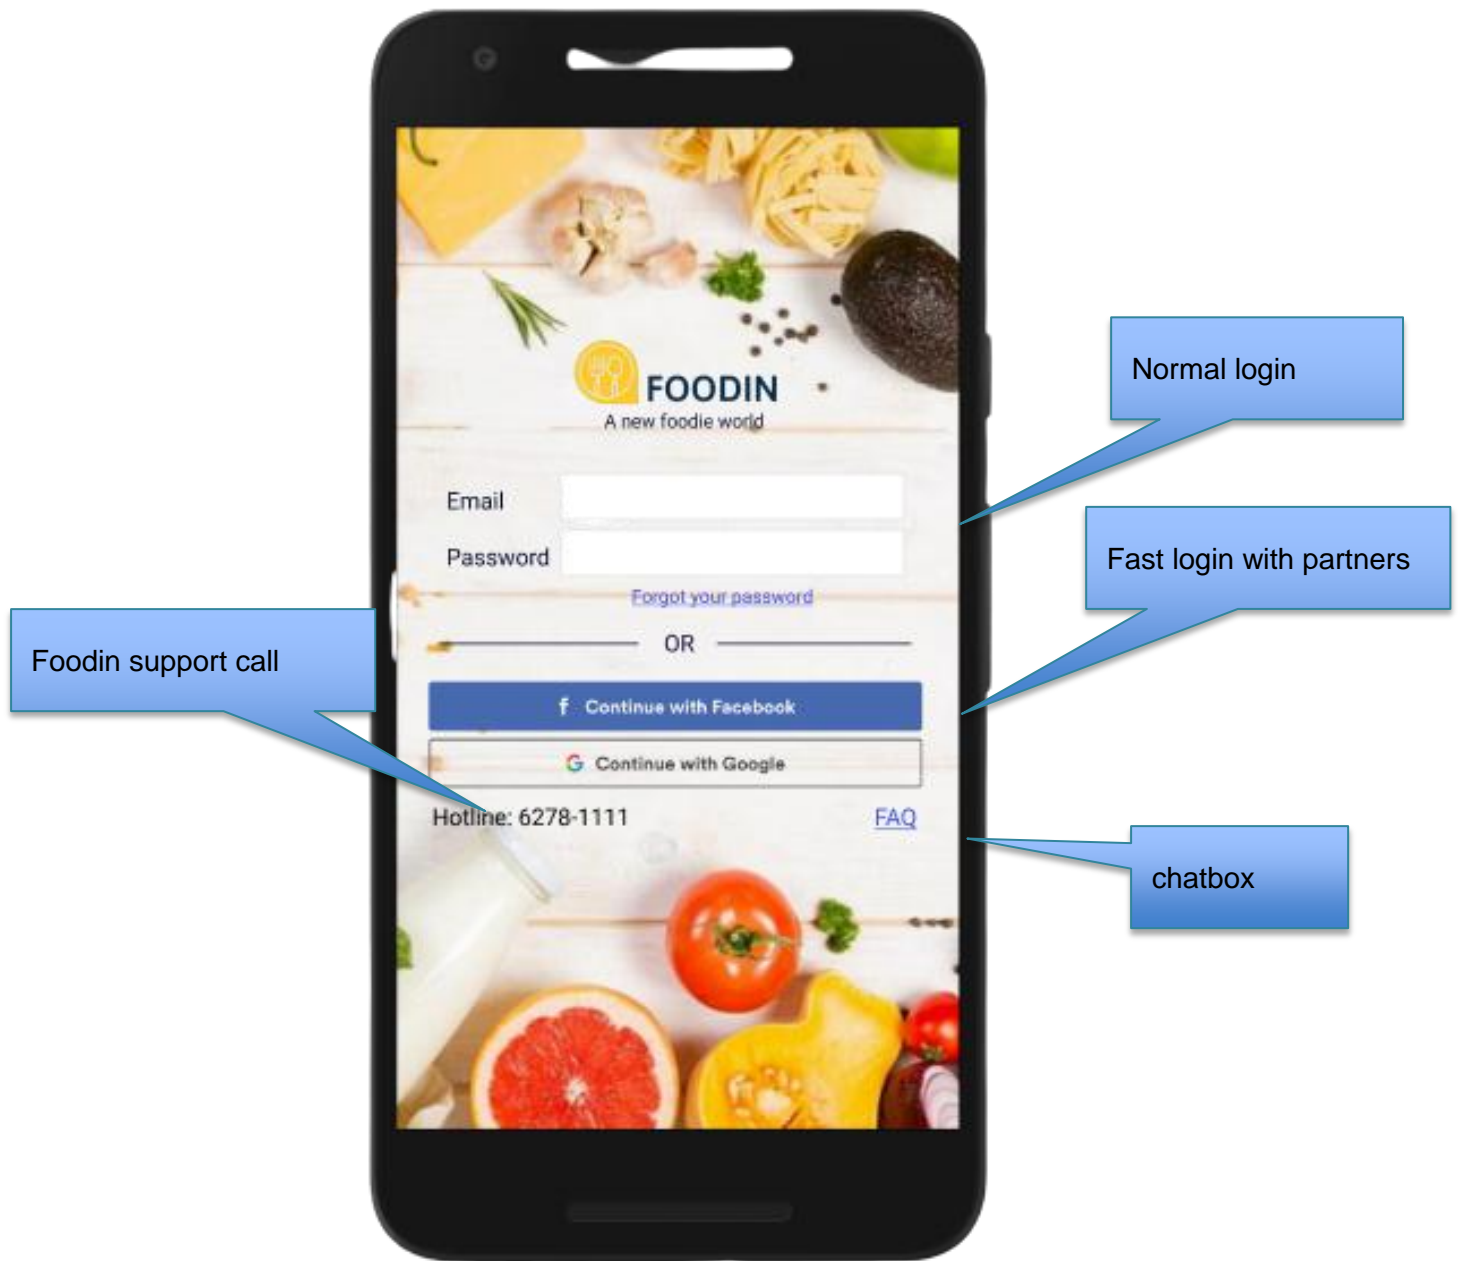 FOODIN
A new foodie world
Normal login
Email
Password
Fast login with partners
Forgot your password
OR
Foodin support call
f Continue with Facebook
G Continue with Google
Hotline: 6278-1111
FAQ
chatbox